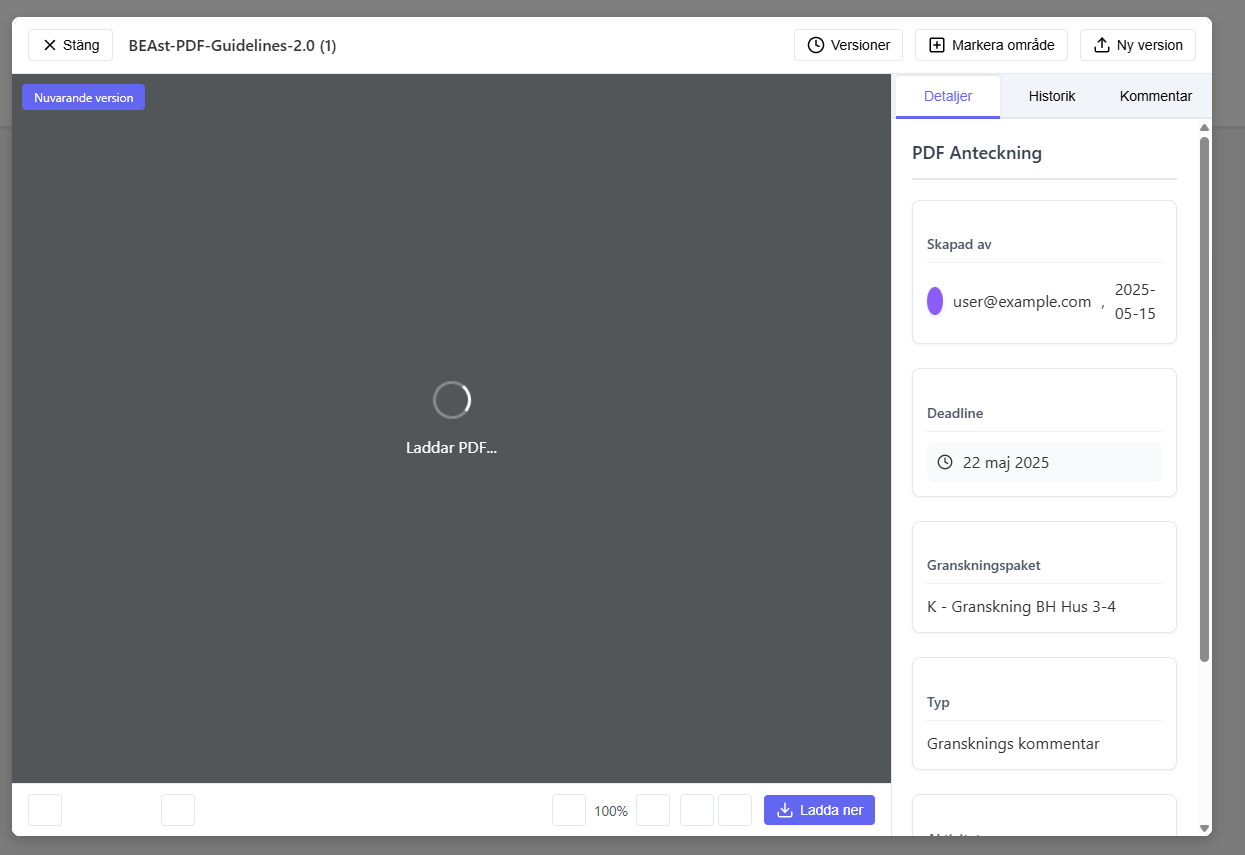 Stäng
BEAst-PDF-Guidelines-2.0 (1)
Versioner
Markera område
Ny version
Nuvarande version
Laddar PDF...
100%
Ladda ner
Detaljer
Historik
Kommentar
PDF Anteckning
Skapad av
user@example.com , 2025-
05-15
Deadline
22 maj 2025
Granskningspaket
K - Granskning BH Hus 3-4
Typ
Gransknings kommentar